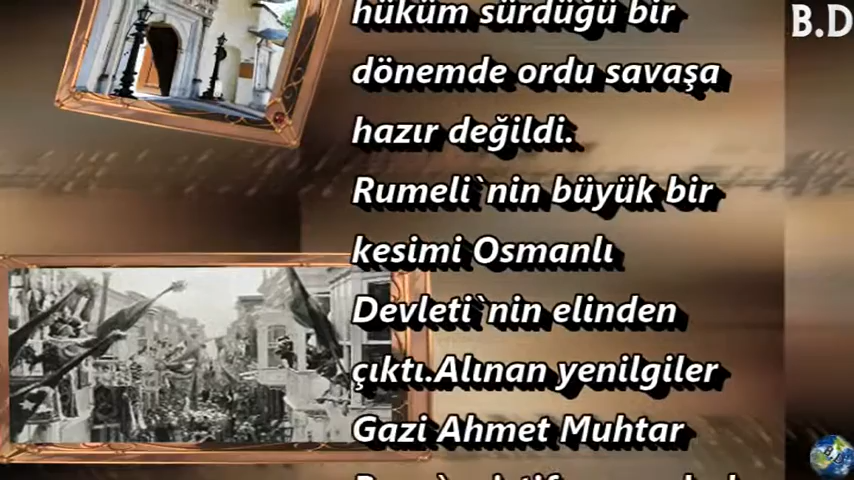 B.D
hüküm sürdüğü bir
dönemde ordu savaşa
hazır değildi.
Rumeli`nin büyük bir
kesimi Osmanlı
Devleti`nin elinden
çıktı.Alınan yenilgiler
Gazi Ahmet Muhtar
B.D